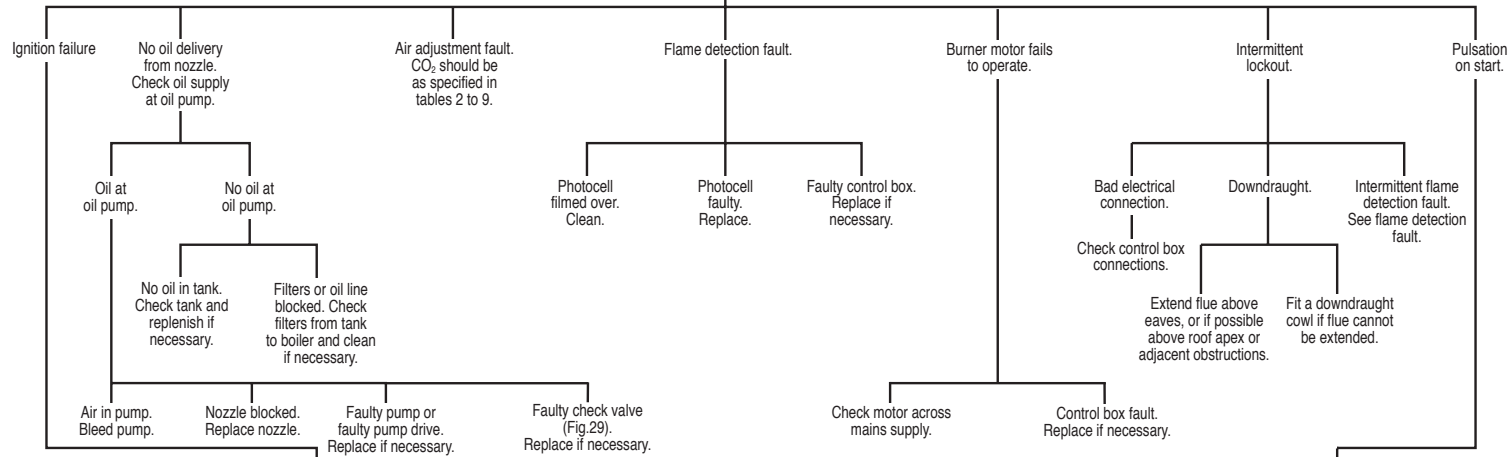 Ignition failure
No oil delivery
from nozzle.
Check oil supply
at oil pump.
Air adjustment fault.
CO₂ should be
as specified in
tables 2 to 9.
Flame detection fault.
Burner motor fails
to operate.
Intermittent
lockout.
Pulsation
on start.
Oil at
oil pump.
No oil at
oil pump.
Photocell
filmed over.
Clean.
Photocell
faulty.
Replace.
Faulty control box.
Replace if
necessary.
Bad electrical
connection.
Downdraught.
Intermittent flame
detection fault.
See flame detection
fault.
Check control box
connections.
No oil in tank.
Check tank and
replenish if
necessary.
Filters or oil line
blocked. Check
filters from tank
to boiler and clean
if necessary.
Extend flue above
eaves, or if possible
above roof apex or
adjacent obstructions.
Fit a downdraught
cowl if flue cannot
be extended.
Air in pump.
Bleed pump.
Nozzle blocked.
Replace nozzle.
Faulty pump or
faulty pump drive.
Replace if necessary.
Faulty check valve
(Fig.29).
Replace if necessary.
Check motor across
mains supply.
Control box fault.
Replace if necessary.